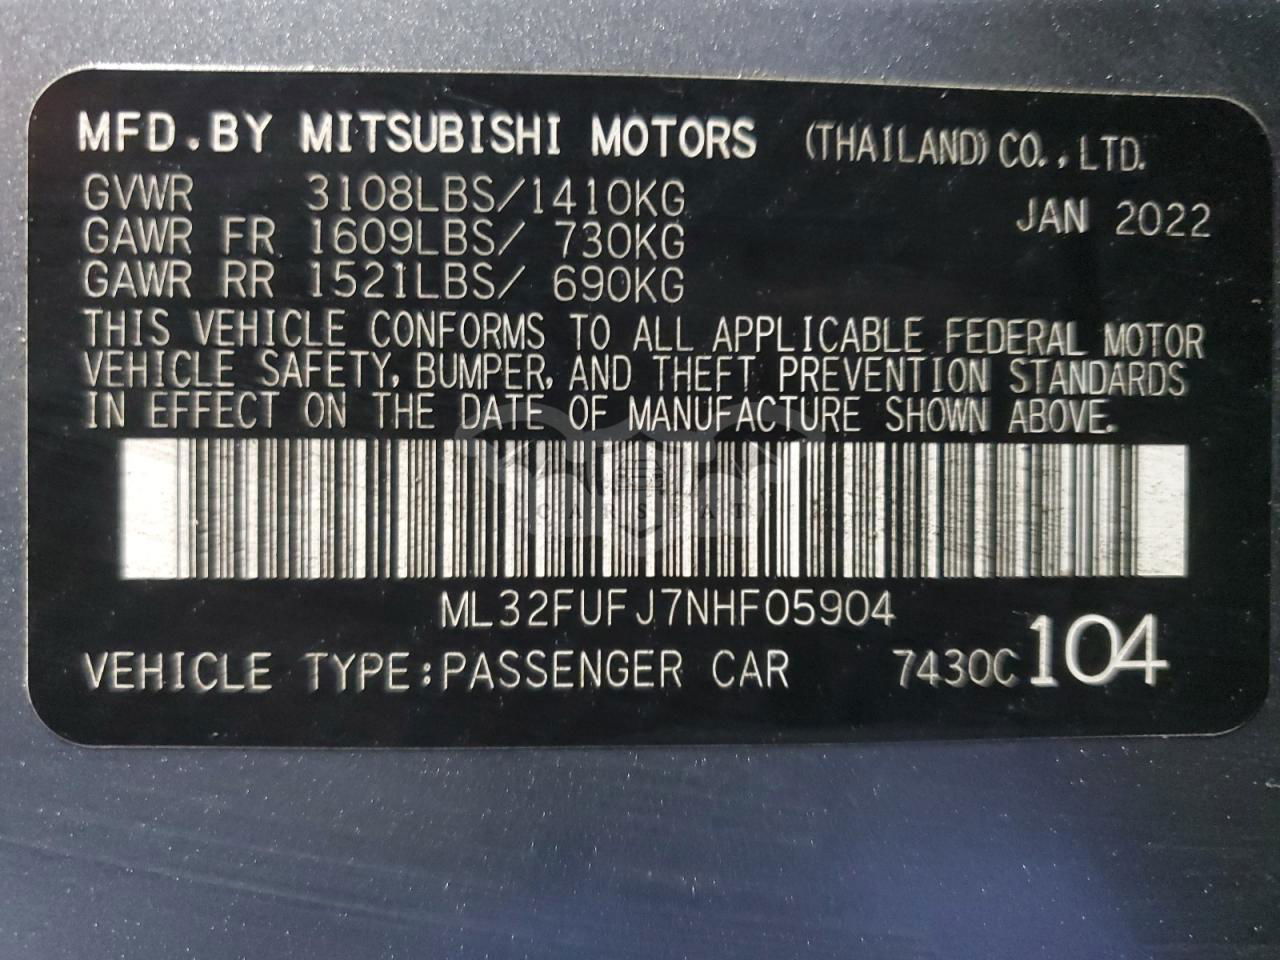 MFD.BY MITSUBISHI MOTORS (THAILAND) CO., LTD.
GVWR 3108LBS/1410KG JAN 2022
GAWR FR 1609LBS/ 730KG
GAWR RR 1521LBS/ 690KG
THIS VEHICLE CONFORMS TO ALL APPLICABLE FEDERAL MOTOR
VEHICLE SAFETY, BUMPER, AND THEFT PREVENTION STANDARDS
IN EFFECT ON THE DATE OF MANUFACTURE SHOWN ABOVE.
ML32FUFJ7NHF05904
VEHICLE TYPE:PASSENGER CAR 7430C 104